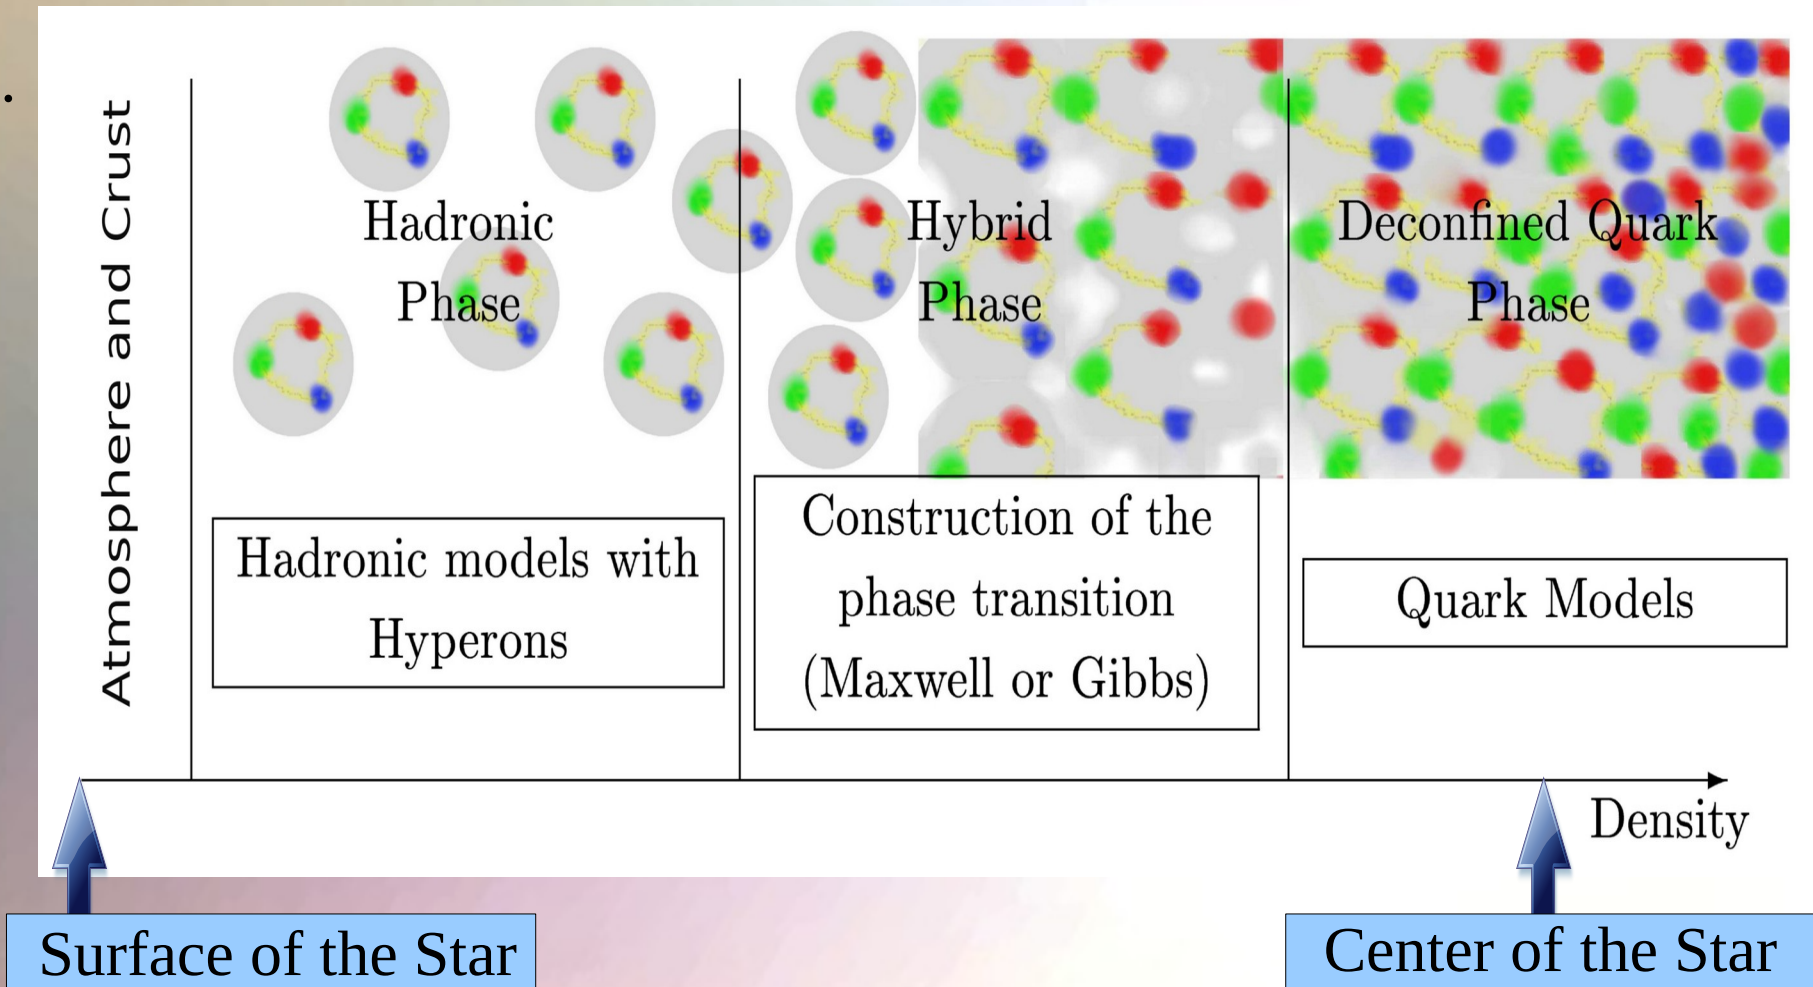 Atmosphere and Crust
Hadronic
Phase
Hybrid
Phase
Deconfined Quark
Phase
Hadronic models with
Hyperons
Construction of the
phase transition
(Maxwell or Gibbs)
Quark Models
Density
Surface of the Star
Center of the Star